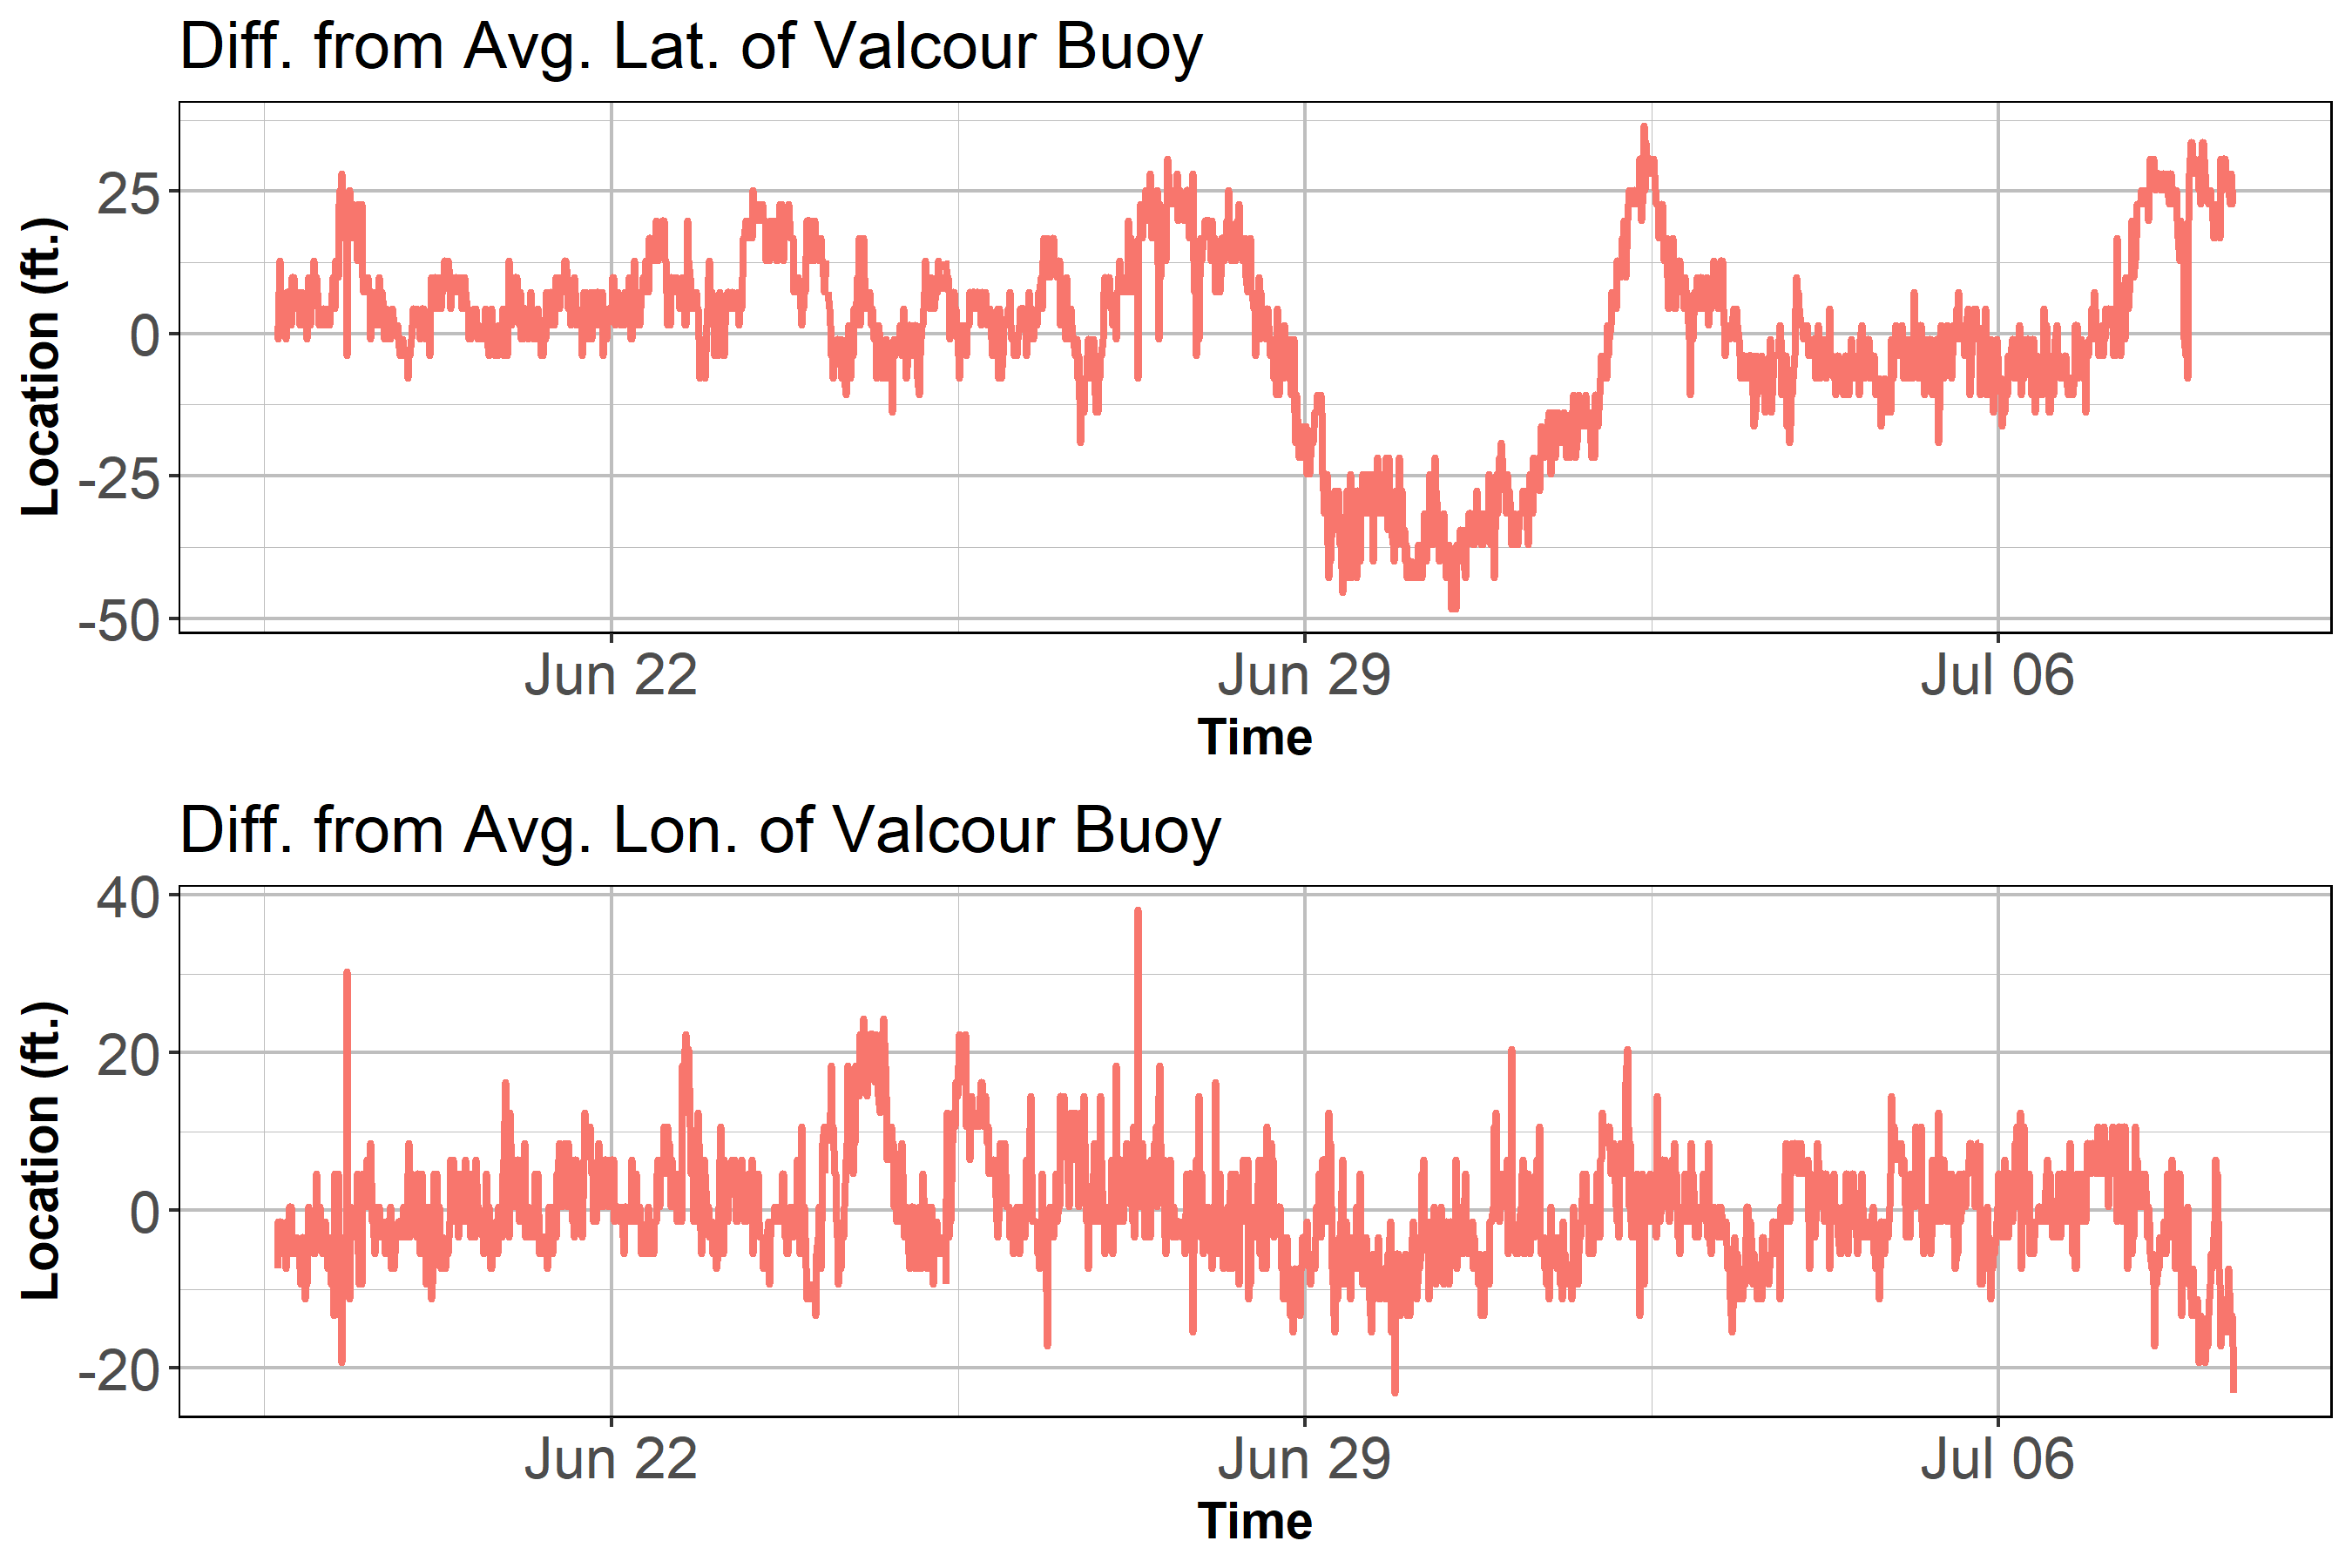 Diff. from Avg. Lat. of Valcour Buoy
Location (ft.)
25
0
-25
-50
Jun 22
Jun 29
Jul 06
Time
Diff. from Avg. Lon. of Valcour Buoy
Location (ft.)
40
20
0
-20
Jun 22
Jun 29
Jul 06
Time